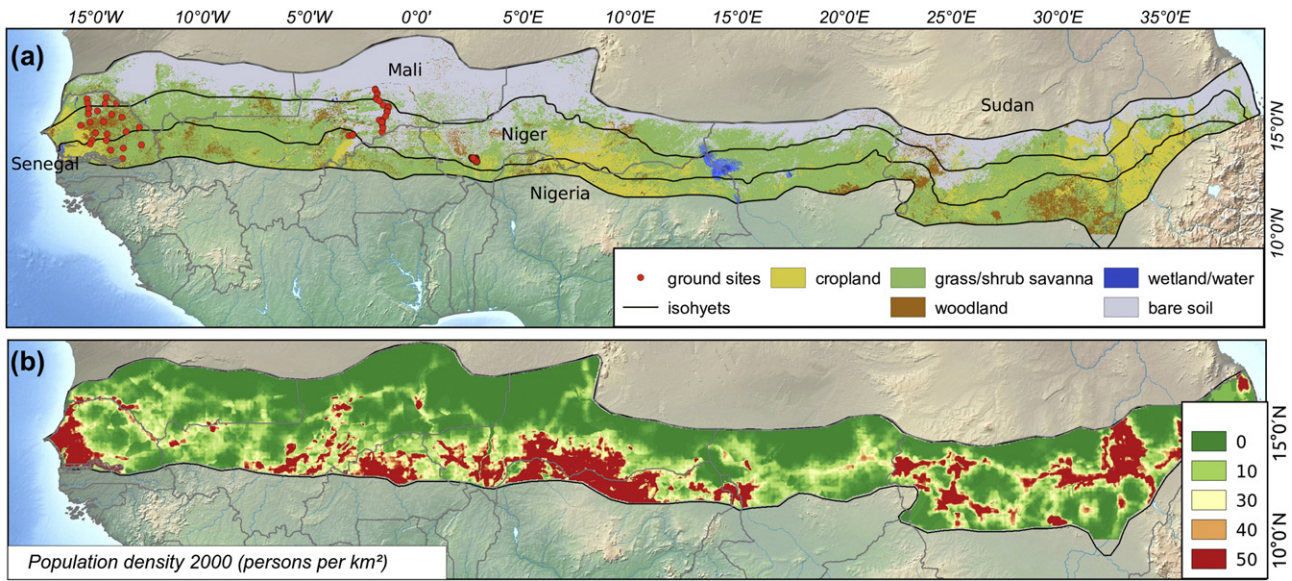 15°0'W 10°0'W 5°0'W 0°0' 5°0'E 10°0'E 15°0'E 20°0'E 25°0'E 30°0'E 35°0'E
(a)
Mali
Sudan
15°0'N
Niger
Senegal
Nigeria
10°0'N
ground sites cropland grass/shrub savanna wetland/water
isohyets woodland bare soil
(b)
15°0'N
0
10
30
40
50
10°0'N
Population density 2000 (persons per km²)